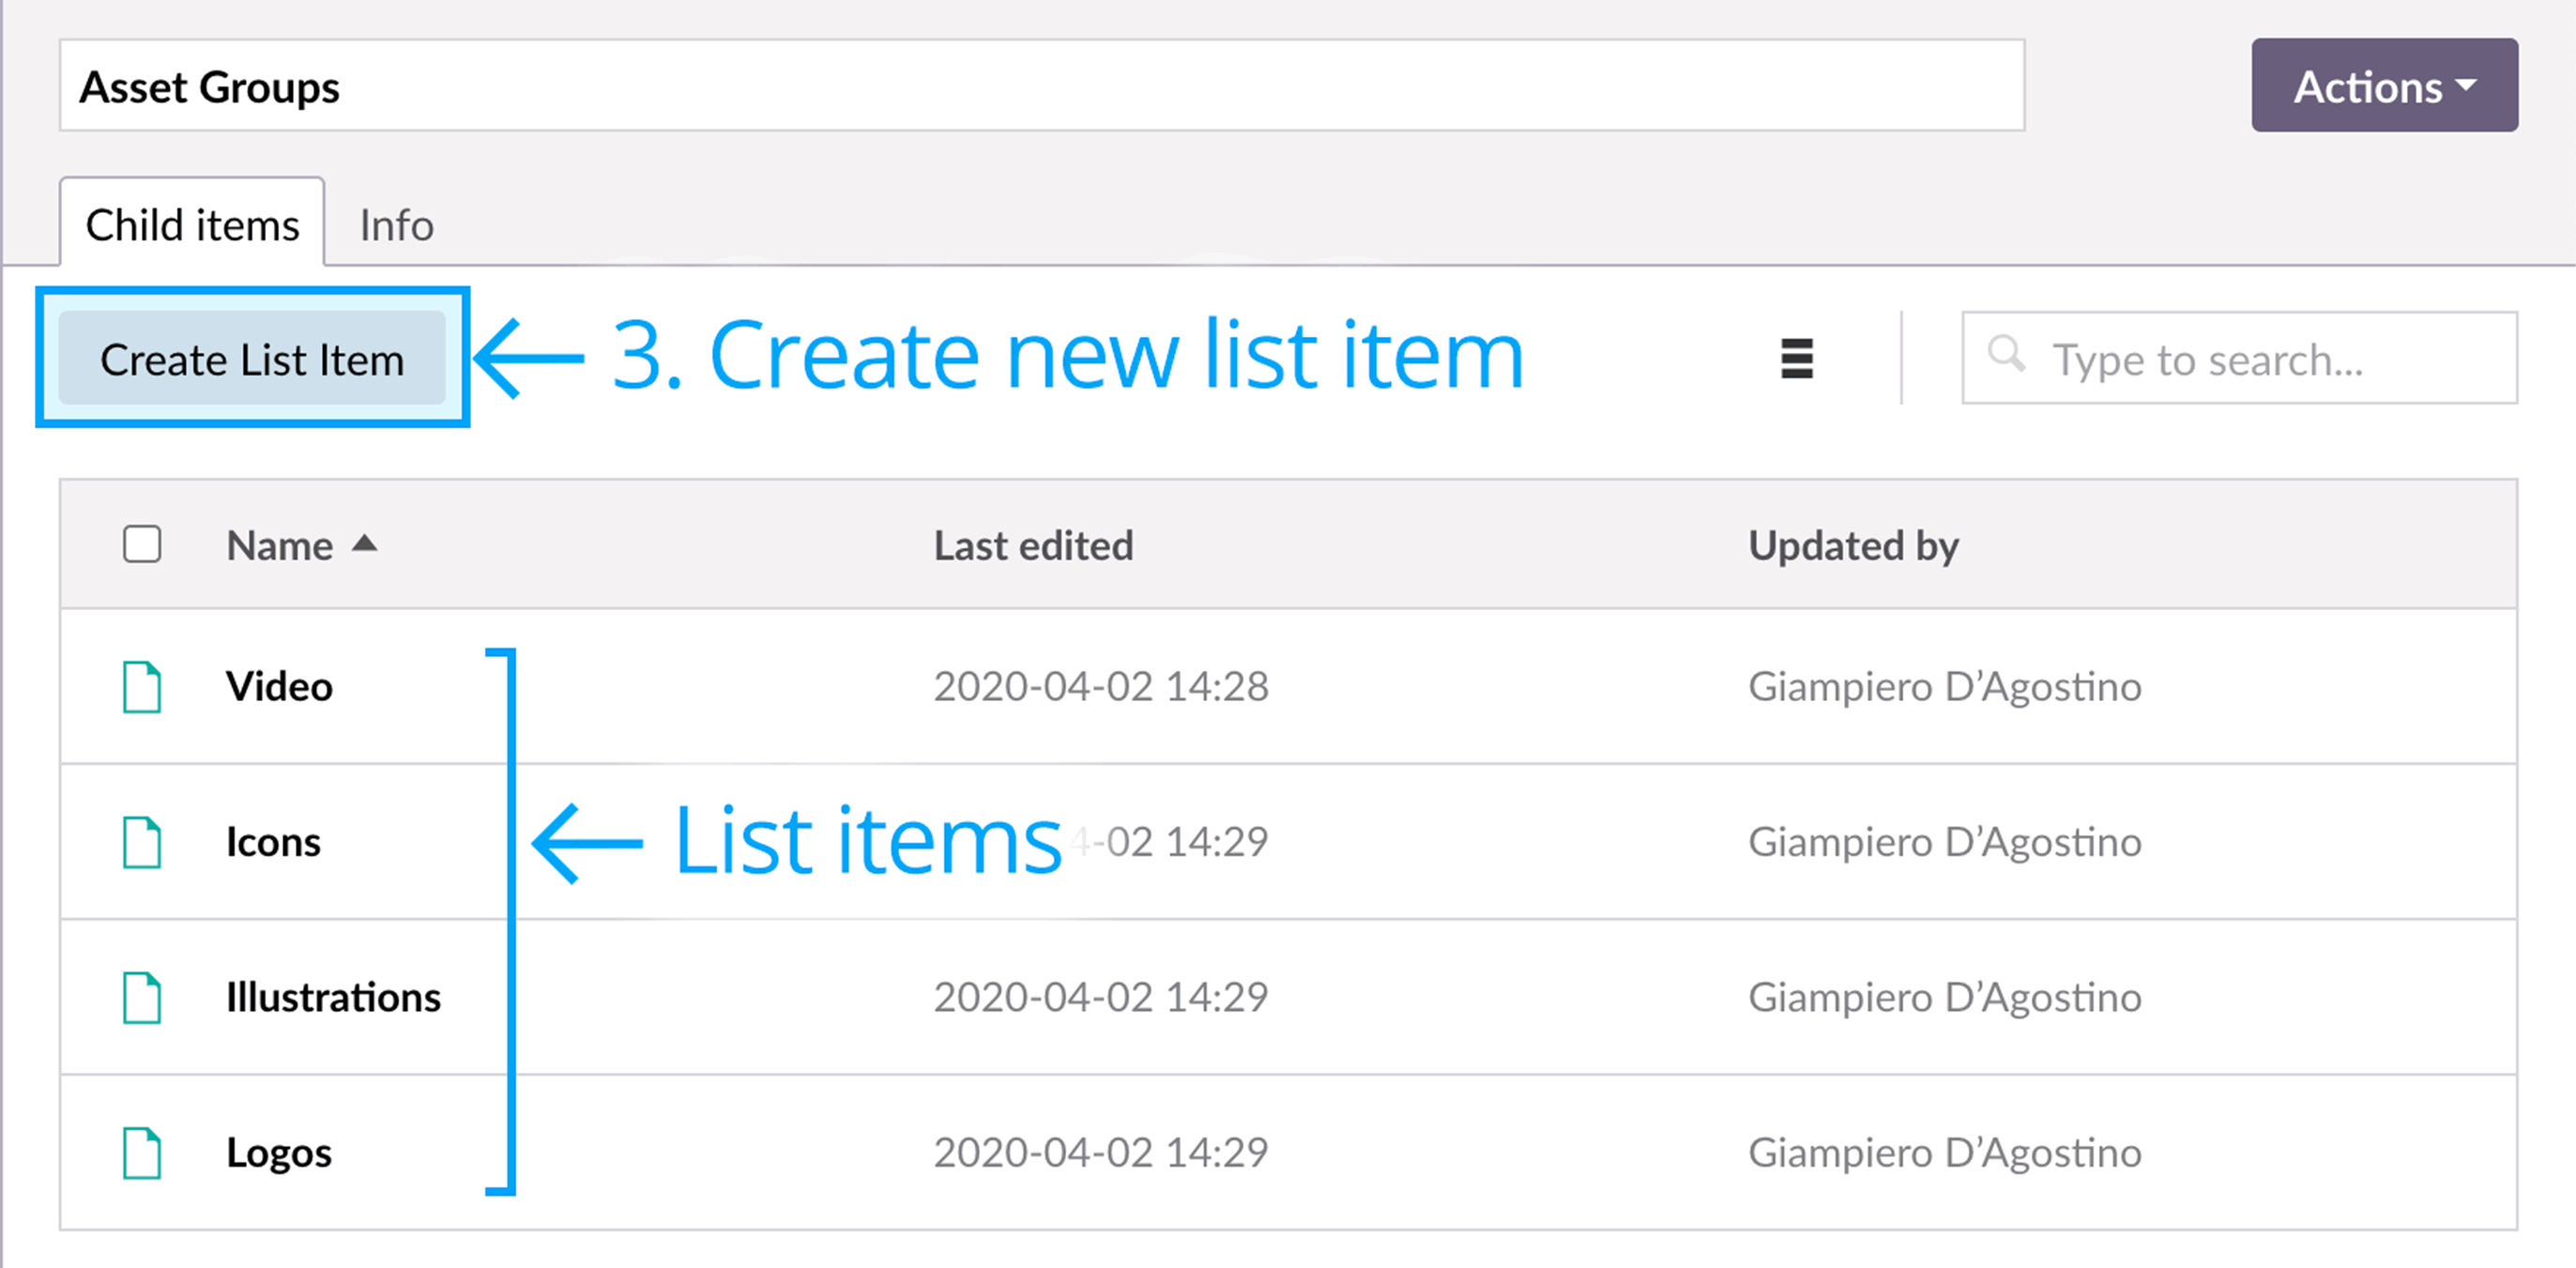 Asset Groups
Actions
Child items Info
Create List Item 3. Create new list item Type to search...
Name Last edited Updated by
Video 2020-04-02 14:28 Giampiero D’Agostino
Icons List items 4-02 14:29 Giampiero D’Agostino
Illustrations 2020-04-02 14:29 Giampiero D’Agostino
Logos 2020-04-02 14:29 Giampiero D’Agostino